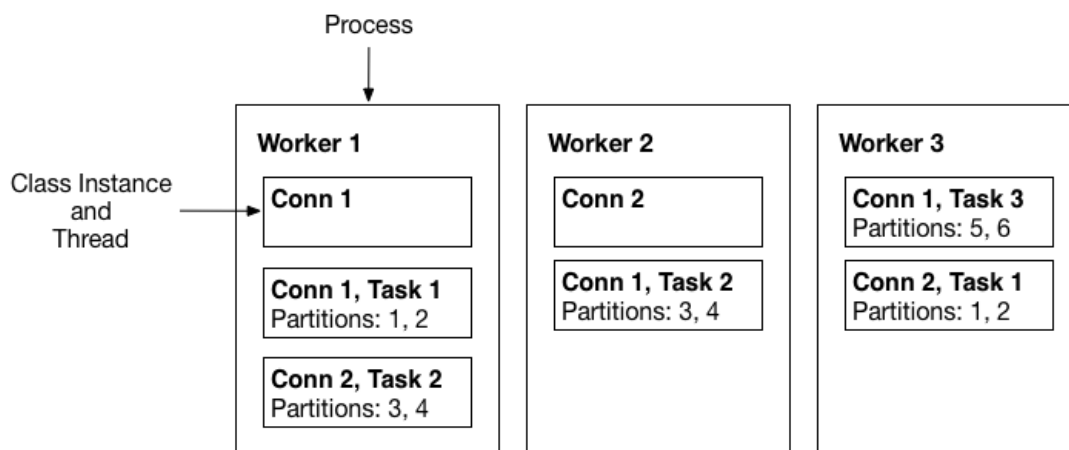 Process
Class Instance
and
Thread
Worker 1
Conn 1
Conn 1, Task 1
Partitions: 1, 2
Conn 2, Task 2
Partitions: 3, 4
Worker 2
Conn 2
Conn 1, Task 2
Partitions: 3, 4
Worker 3
Conn 1, Task 3
Partitions: 5, 6
Conn 2, Task 1
Partitions: 1, 2